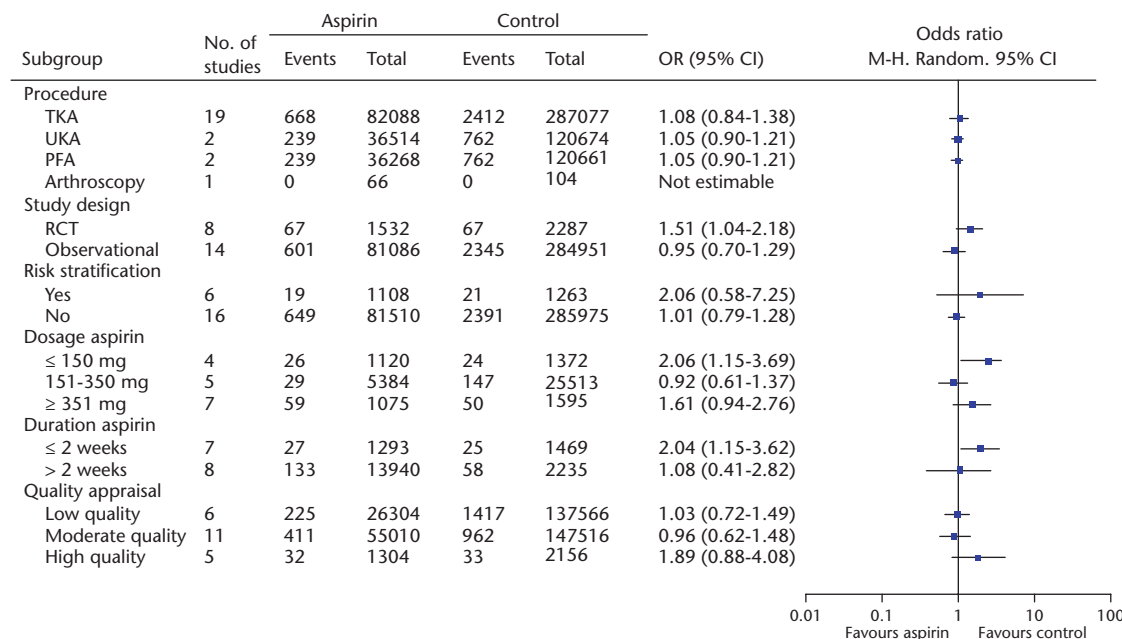 Aspirin Control Odds ratio
Subgroup No. of studies Events Total Events Total OR (95% CI) M-H. Random. 95% CI
Procedure
TKA 19 668 82088 2412 287077 1.08 (0.84-1.38)
UKA 2 239 36514 762 120674 1.05 (0.90-1.21)
PFA 2 239 36268 762 120661 1.05 (0.90-1.21)
Arthroscopy 1 0 66 0 104 Not estimable
Study design
RCT 8 67 1532 67 2287 1.51 (1.04-2.18)
Observational 14 601 81086 2345 284951 0.95 (0.70-1.29)
Risk stratification
Yes 6 19 1108 21 1263 2.06 (0.58-7.25)
No 16 649 81510 2391 285975 1.01 (0.79-1.28)
Dosage aspirin
≤ 150 mg 4 26 1120 24 1372 2.06 (1.15-3.69)
151-350 mg 5 29 5384 147 25513 0.92 (0.61-1.37)
≥ 351 mg 7 59 1075 50 1595 1.61 (0.94-2.76)
Duration aspirin
≤ 2 weeks 7 27 1293 25 1469 2.04 (1.15-3.62)
> 2 weeks 8 133 13940 58 2235 1.08 (0.41-2.82)
Quality appraisal
Low quality 6 225 26304 1417 137566 1.03 (0.72-1.49)
Moderate quality 11 411 55010 962 147516 0.96 (0.62-1.48)
High quality 5 32 1304 33 2156 1.89 (0.88-4.08)
0.01 0.1 1 10 100
Favours aspirin Favours control